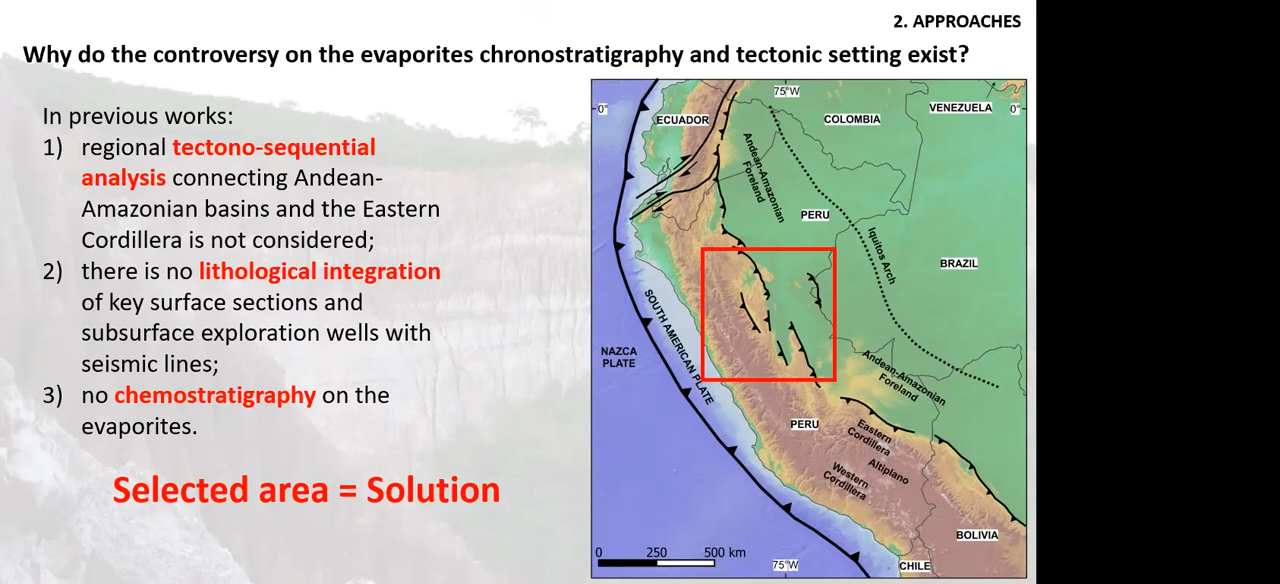 2. APPROACHES
Why do the controversy on the evaporites chronostratigraphy and tectonic setting exist?
In previous works:
1) regional tectono-sequential
analysis connecting Andean-
Amazonian basins and the Eastern
Cordillera is not considered;
2) there is no lithological integration
of key surface sections and
subsurface exploration wells with
seismic lines;
3) no chemostratigraphy on the
evaporites.
Selected area = Solution
75°W
0°
VENEZUELA
0°
ECUADOR
COLOMBIA
Andean-Amazonian
Foreland
PERU
Iquitos Arch
BRAZIL
SOUTH AMERICAN PLATE
NAZCA
PLATE
Andean-Amazonian
Foreland
PERU
Eastern
Cordillera
Altiplano
Western
Cordillera
BOLIVIA
0 250 500 km
75°W
CHILE